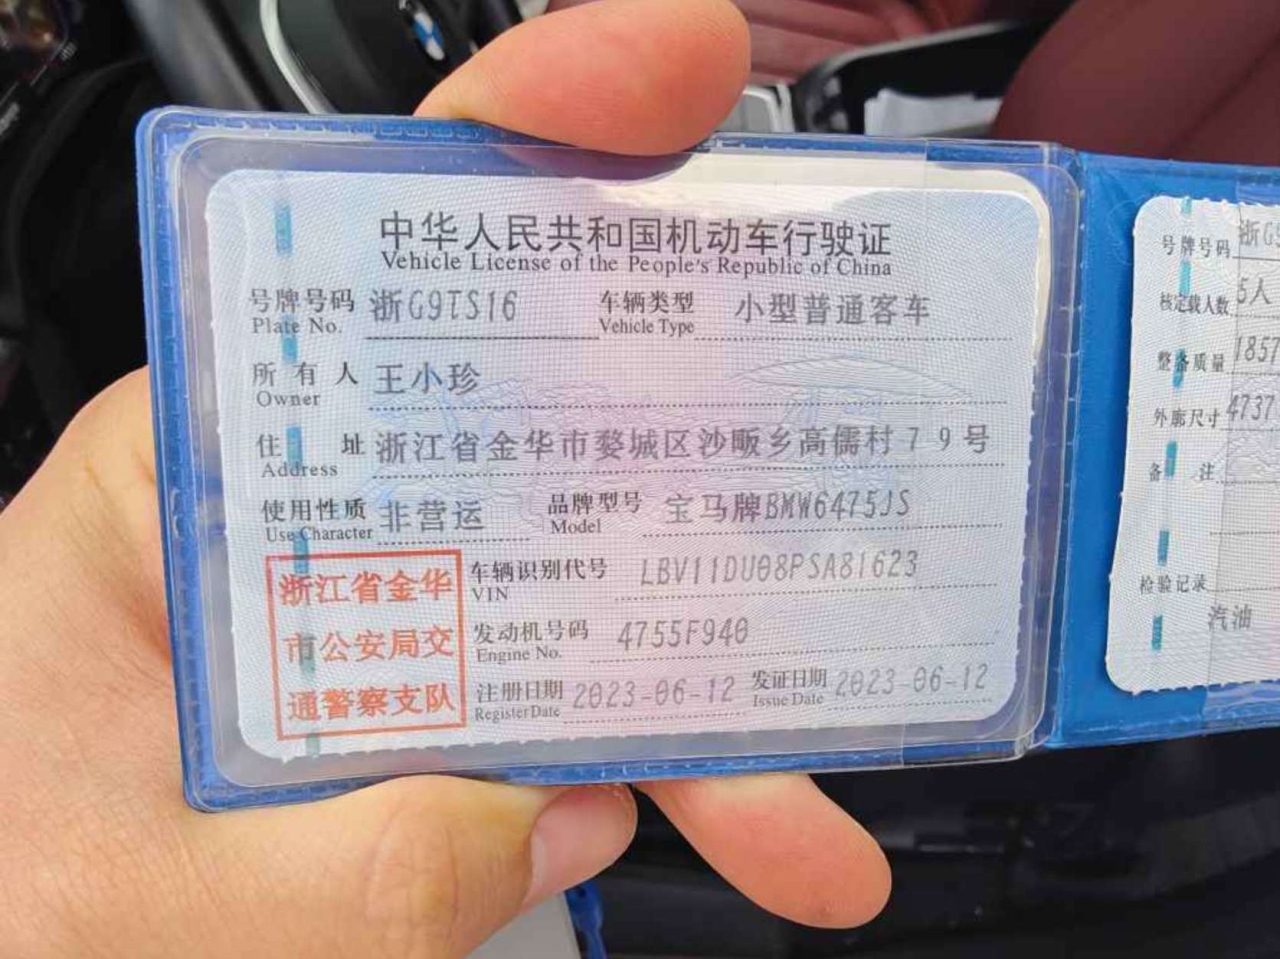 中华人民共和国机动车行驶证
Vehicle License of the People's Republic of China
号牌号码 浙G9TS16 车辆类型 小型普通客车
Plate No. Vehicle Type
所有人 王小珍
Owner
住址 浙江省金华市婺城区沙畈乡高儒村79号
Address
使用性质 非营运 品牌型号 宝马牌BMW6475JS
Use Character Model
浙江省金华
市公安局交
通警察支队
车辆识别代号 LBV11DU08PSA81623
VIN
发动机号码 4755F940
Engine No.
注册日期 2023-06-12 发证日期 2023-06-12
Register Date Issue Date
号牌号码 浙G9
核定载人数 5人
整备质量 1857
外廓尺寸 4737
备注
检验记录
汽油